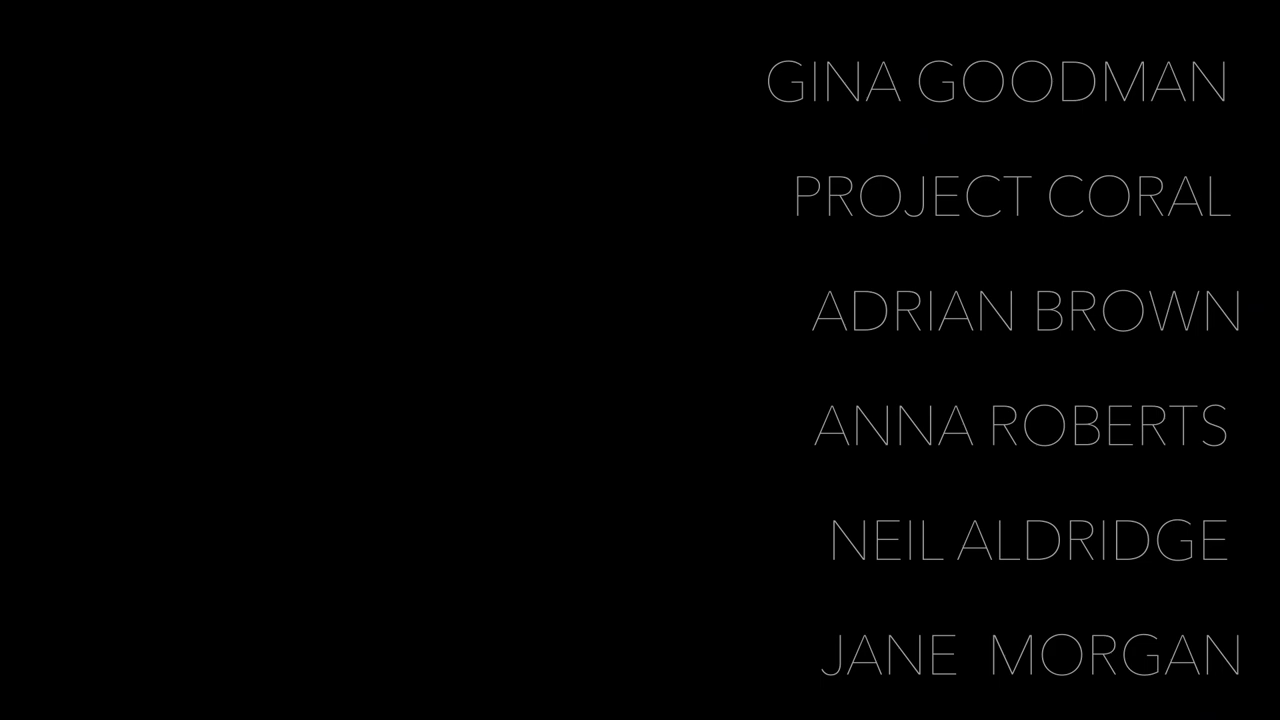 GINA GOODMAN
PROJECT CORAL
ADRIAN BROWN
ANNA ROBERTS
NEIL ALDRIDGE
JANE  MORGAN